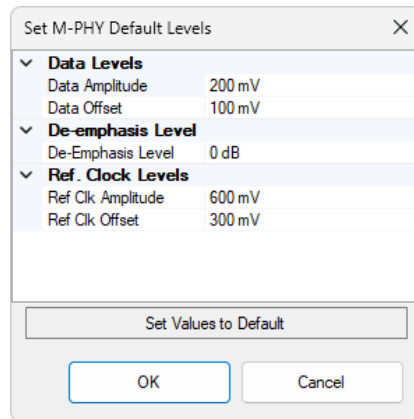 Set M-PHY Default Levels
Data Levels
Data Amplitude 200 mV
Data Offset 100 mV
De-emphasis Level
De-Emphasis Level 0 dB
Ref. Clock Levels
Ref Clk Amplitude 600 mV
Ref Clk Offset 300 mV
Set Values to Default
OK Cancel